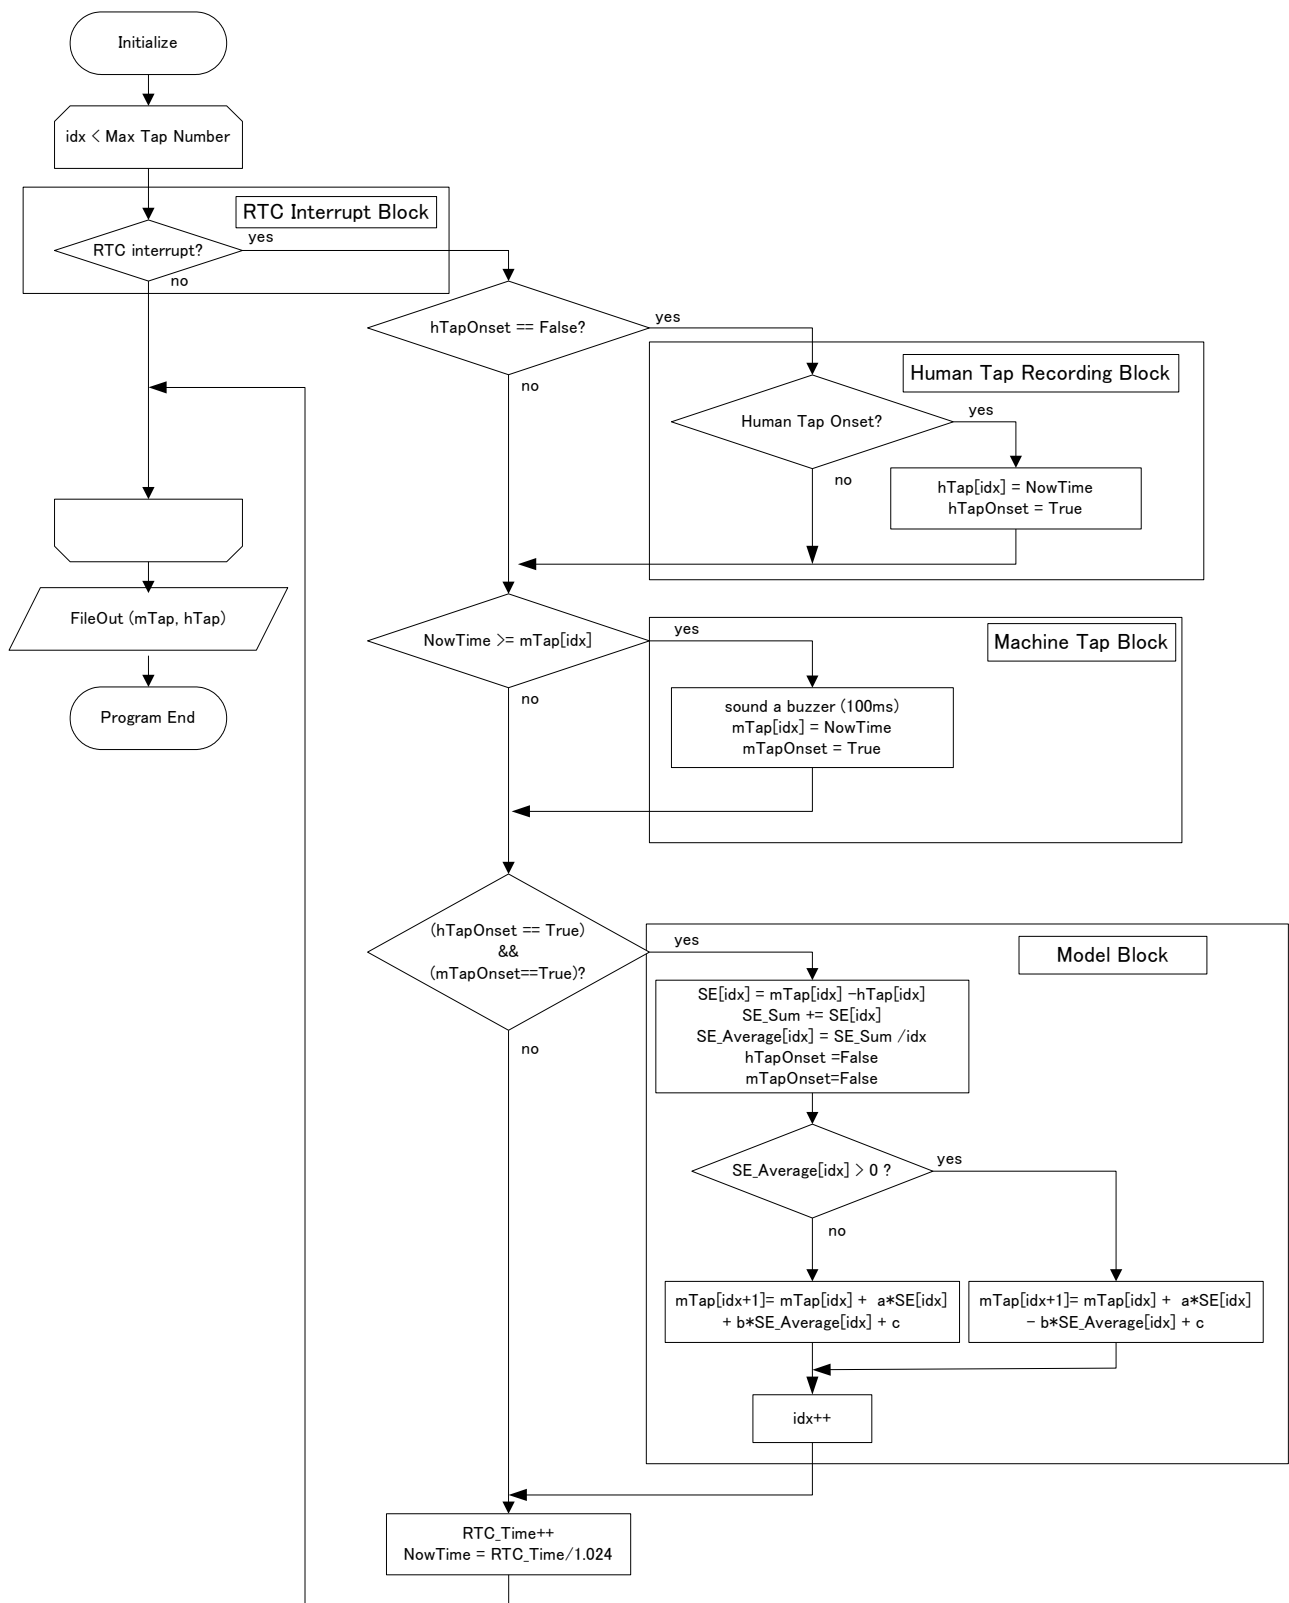 Initialize
idx < Max Tap Number
RTC Interrupt Block
RTC interrupt?
yes
no
hTapOnset == False?
yes
no
Human Tap Recording Block
Human Tap Onset?
yes
no
hTap[idx] = NowTime
hTapOnset = True
FileOut (mTap, hTap)
Program End
NowTime >= mTap[idx]
yes
no
Machine Tap Block
sound a buzzer (100ms)
mTap[idx] = NowTime
mTapOnset = True
(hTapOnset == True)
&&
(mTapOnset==True)?
yes
no
Model Block
SE[idx] = mTap[idx] -hTap[idx]
SE_Sum += SE[idx]
SE_Average[idx] = SE_Sum /idx
hTapOnset =False
mTapOnset=False
SE_Average[idx] > 0 ?
yes
no
mTap[idx+1]= mTap[idx] + a*SE[idx]
+ b*SE_Average[idx] + c
mTap[idx+1]= mTap[idx] + a*SE[idx]
- b*SE_Average[idx] + c
idx++
RTC_Time++
NowTime = RTC_Time/1.024